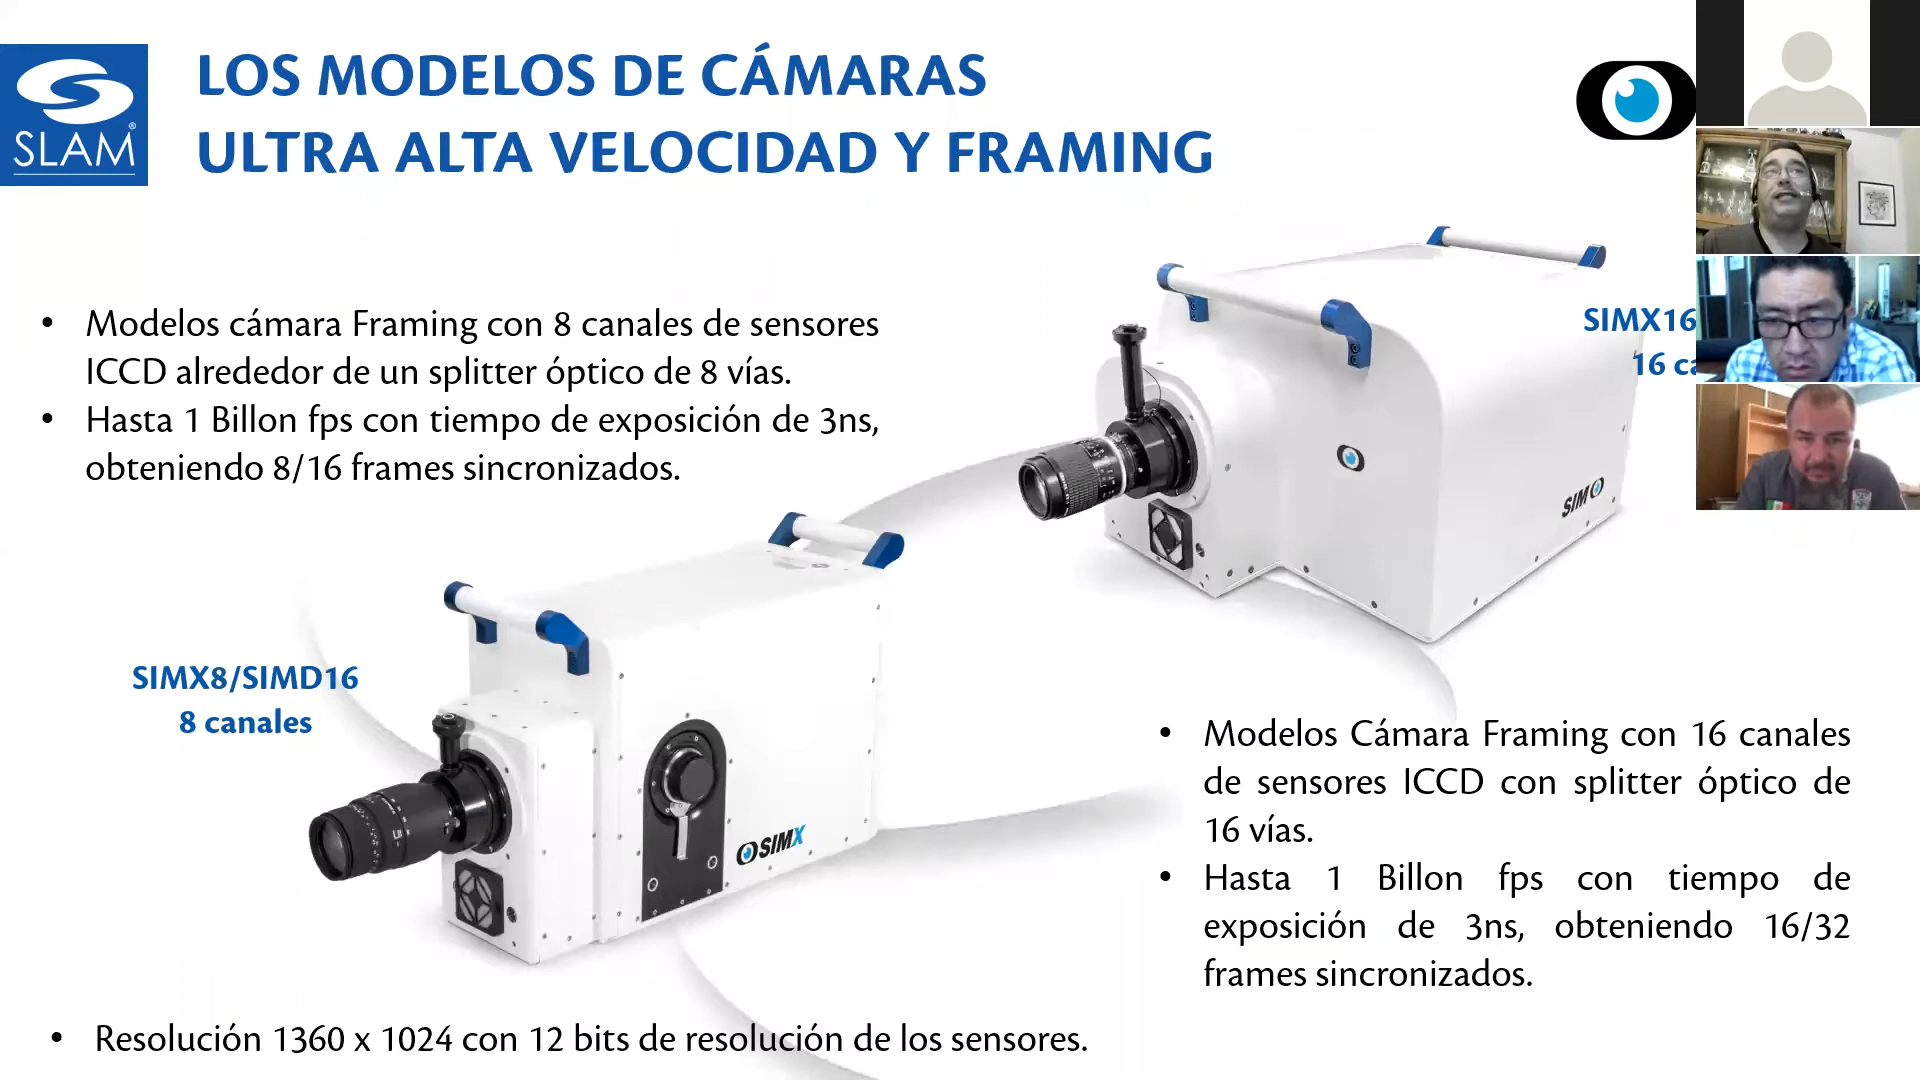 SLAM®
LOS MODELOS DE CÁMARAS
ULTRA ALTA VELOCIDAD Y FRAMING
• Modelos cámara Framing con 8 canales de sensores
ICCD alrededor de un splitter óptico de 8 vías.
• Hasta 1 Billon fps con tiempo de exposición de 3ns,
obteniendo 8/16 frames sincronizados.
SIMX16
16 ca
SIM
SIMX8/SIMD16
8 canales
SIMX
• Modelos Cámara Framing con 16 canales
de sensores ICCD con splitter óptico de
16 vías.
• Hasta 1 Billon fps con tiempo de
exposición de 3ns, obteniendo 16/32
frames sincronizados.
• Resolución 1360 x 1024 con 12 bits de resolución de los sensores.